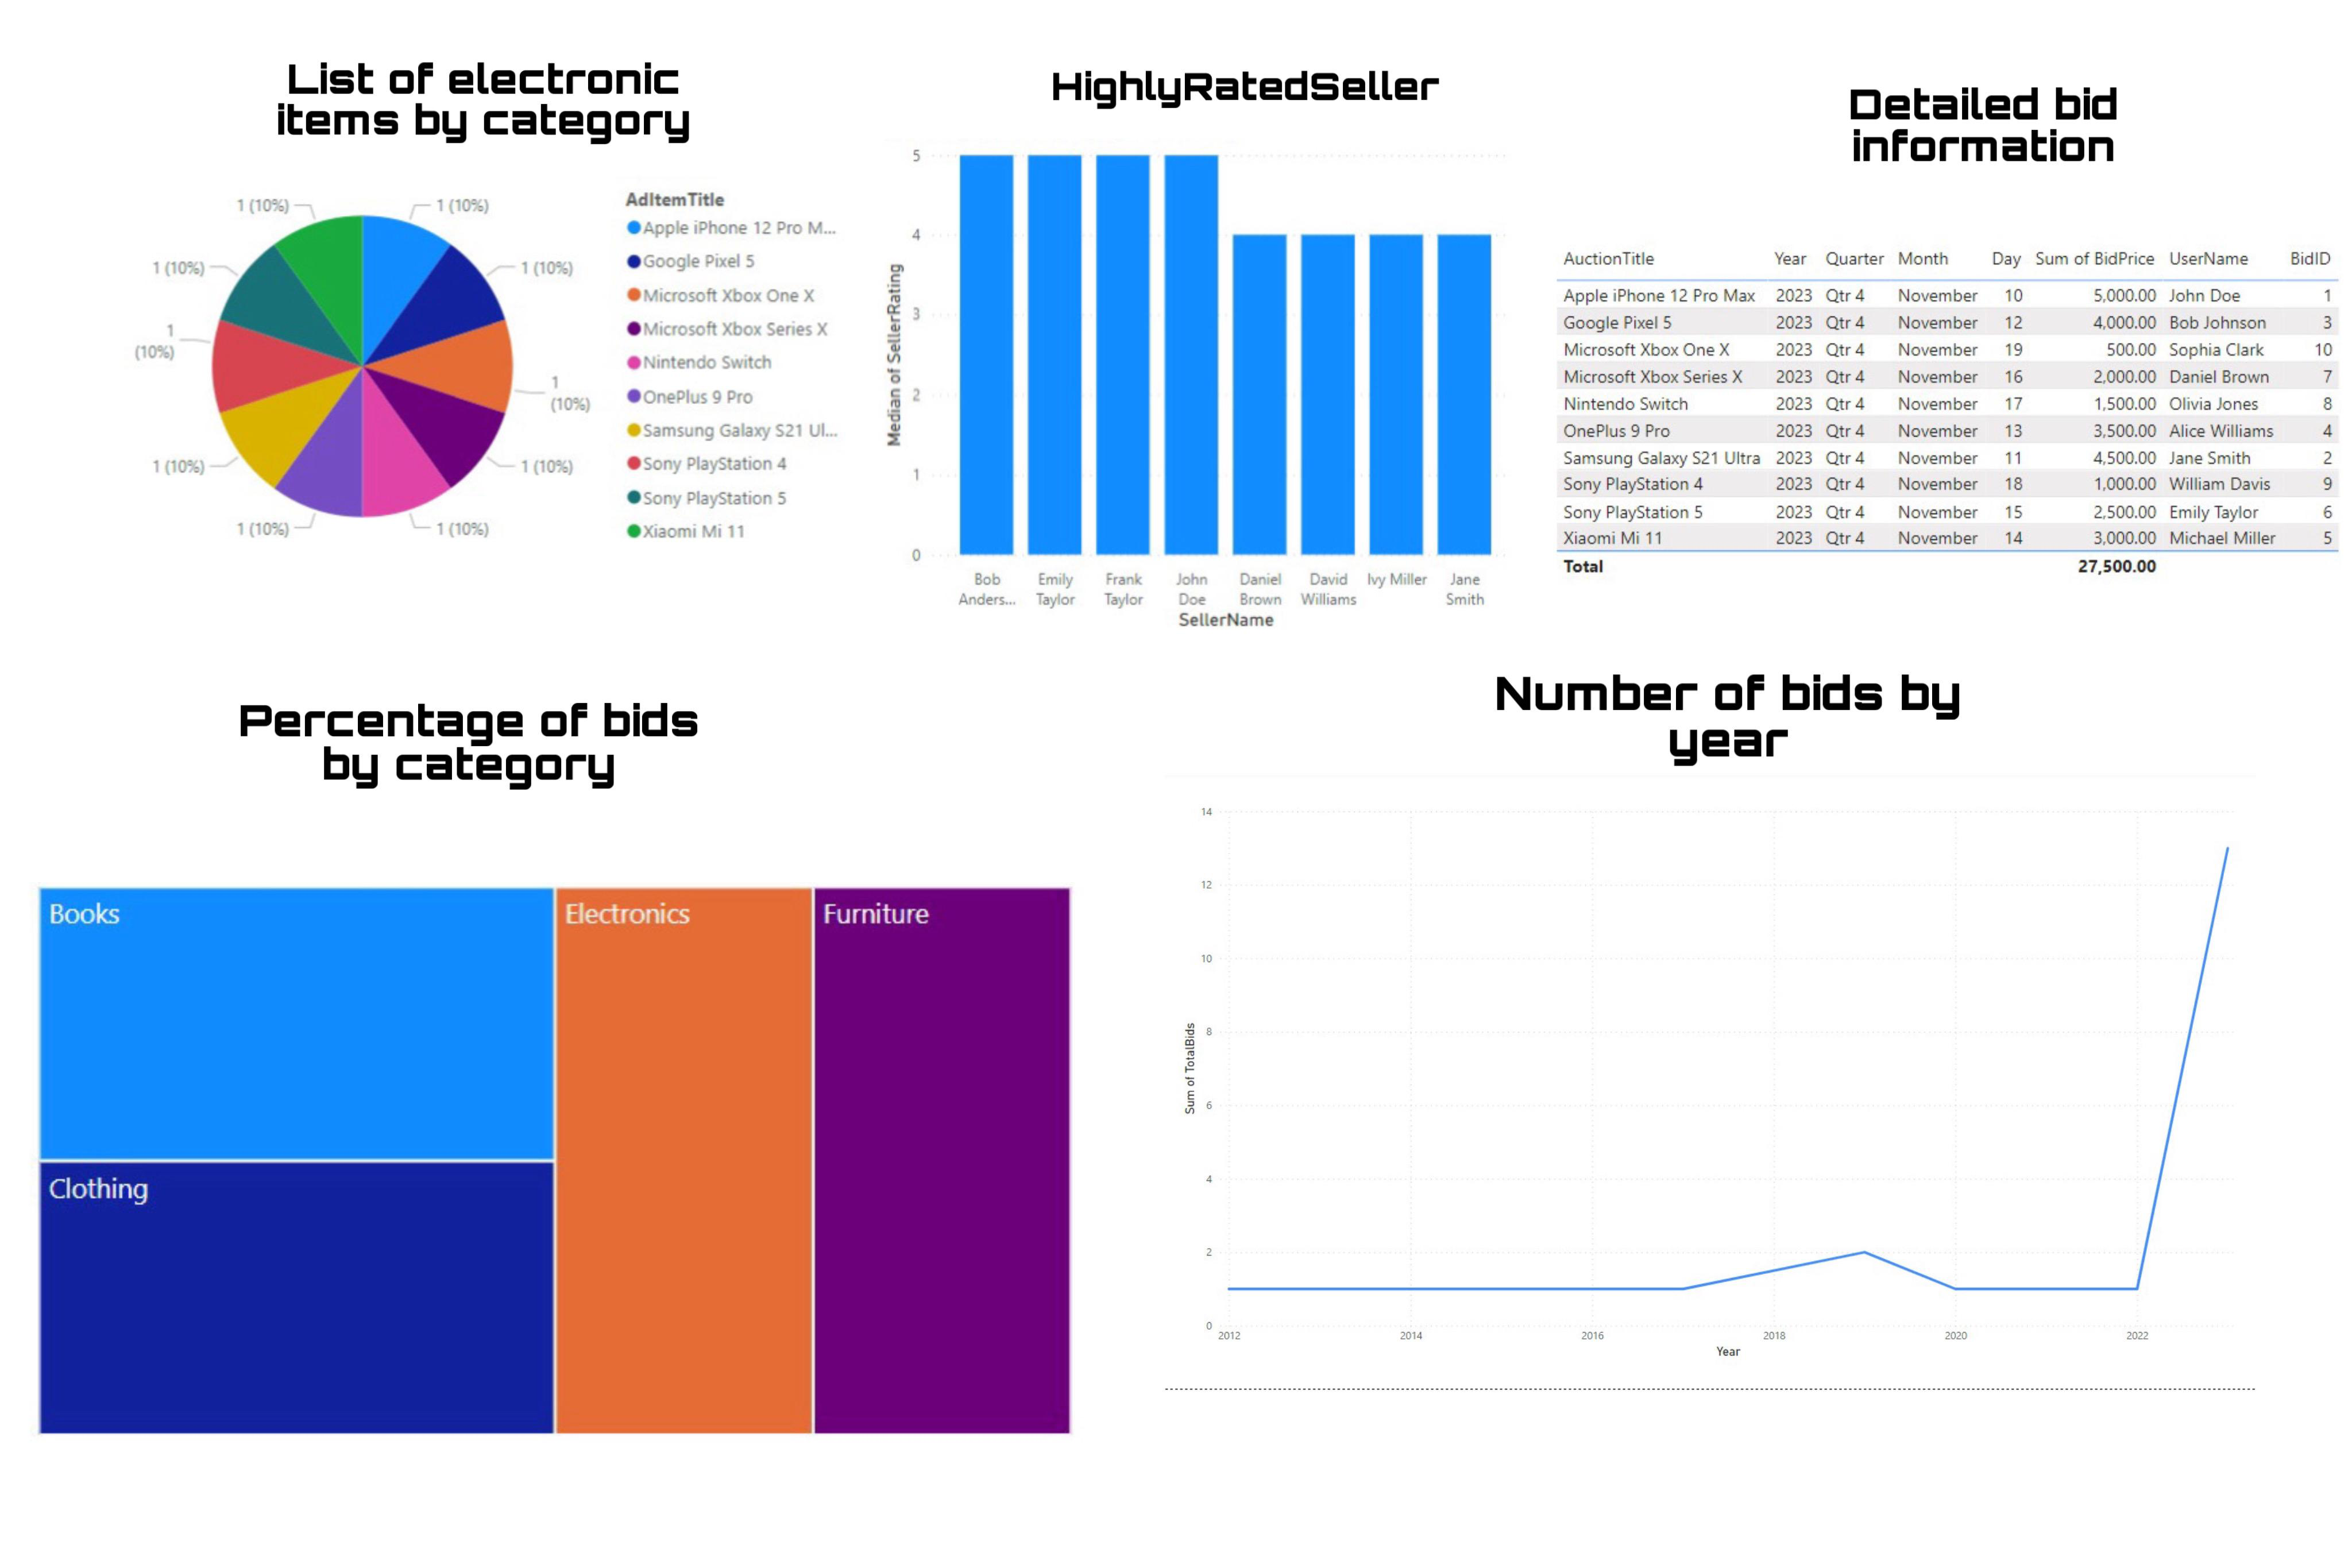 List of electronic
items by category
1 (10%)
1 (10%)
1 (10%)
1 (10%)
1
(10%)
1
(10%)
1 (10%)
1 (10%)
1 (10%)
1 (10%)
AdItemTitle
Apple iPhone 12 Pro M...
Google Pixel 5
Microsoft Xbox One X
Microsoft Xbox Series X
Nintendo Switch
OnePlus 9 Pro
Samsung Galaxy S21 Ul...
Sony PlayStation 4
Sony PlayStation 5
Xiaomi Mi 11
HighlyRatedSeller
Median of SellerRating
5
4
3
2
1
0
Bob Anders...
Emily Taylor
Frank Taylor
John Doe
Daniel Brown
David Williams
Ivy Miller
Jane Smith
SellerName
Detailed bid
information
AuctionTitle Year Quarter Month Day Sum of BidPrice UserName BidID
Apple iPhone 12 Pro Max 2023 Qtr 4 November 10 5,000.00 John Doe 1
Google Pixel 5 2023 Qtr 4 November 12 4,000.00 Bob Johnson 3
Microsoft Xbox One X 2023 Qtr 4 November 19 500.00 Sophia Clark 10
Microsoft Xbox Series X 2023 Qtr 4 November 16 2,000.00 Daniel Brown 7
Nintendo Switch 2023 Qtr 4 November 17 1,500.00 Olivia Jones 8
OnePlus 9 Pro 2023 Qtr 4 November 13 3,500.00 Alice Williams 4
Samsung Galaxy S21 Ultra 2023 Qtr 4 November 11 4,500.00 Jane Smith 2
Sony PlayStation 4 2023 Qtr 4 November 18 1,000.00 William Davis 9
Sony PlayStation 5 2023 Qtr 4 November 15 2,500.00 Emily Taylor 6
Xiaomi Mi 11 2023 Qtr 4 November 14 3,000.00 Michael Miller 5
Total 27,500.00
Percentage of bids
by category
Books
Clothing
Electronics
Furniture
Number of bids by
year
Sum of TotalBids
14
12
10
8
6
4
2
0
2012 2014 2016 2018 2020 2022
Year